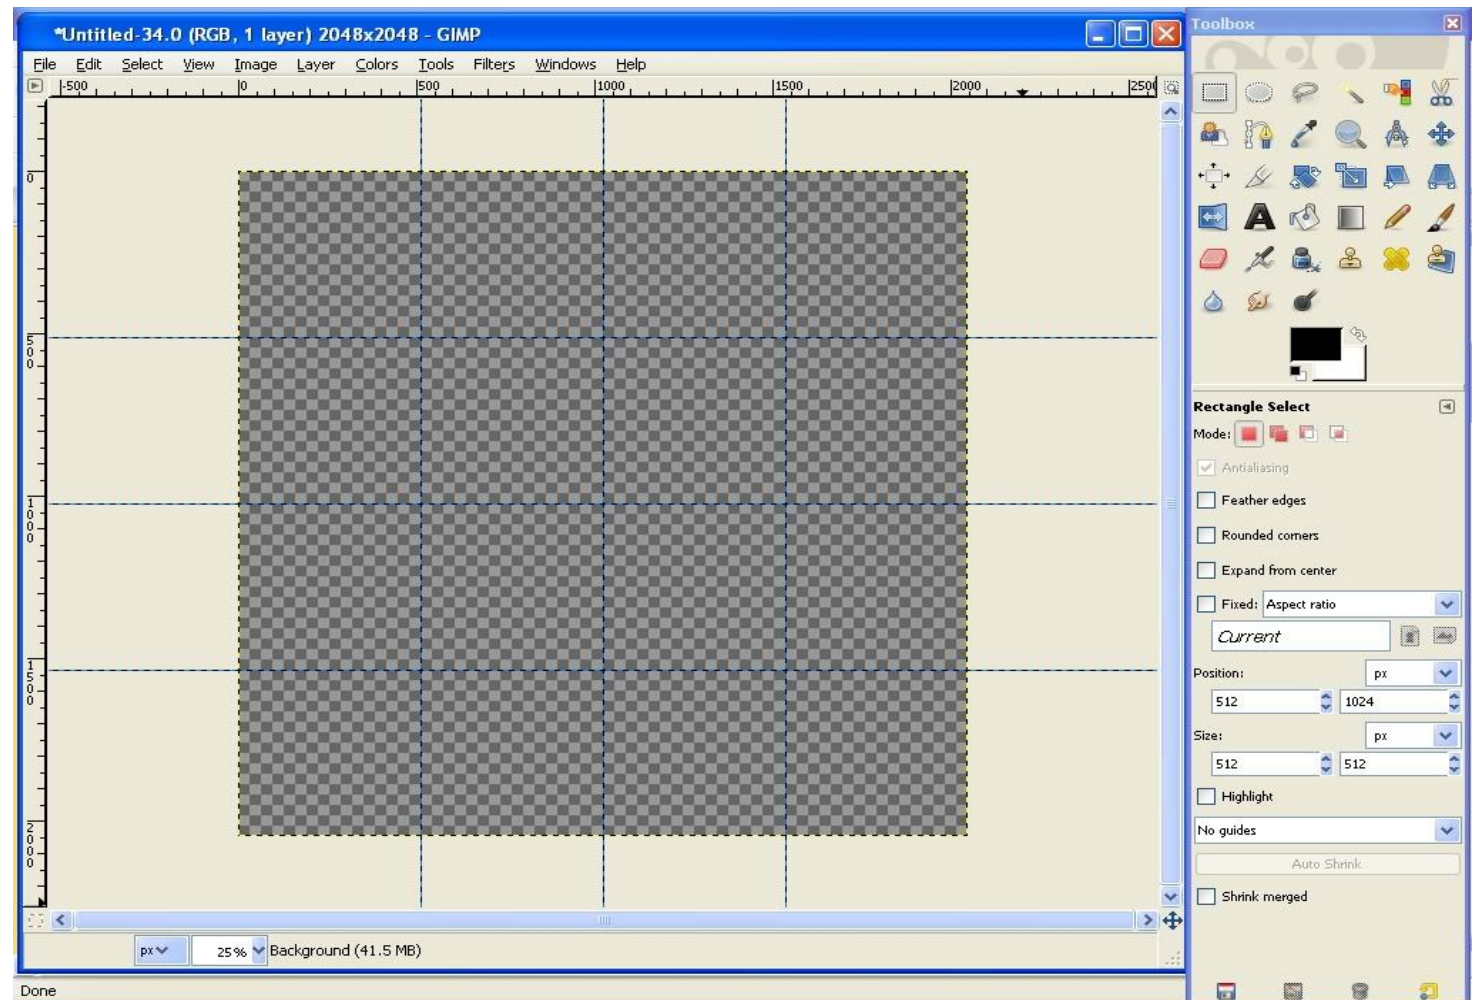 *Untitled-34.0 (RGB, 1 layer) 2048x2048 - GIMP
File Edit Select View Image Layer Colors Tools Filters Windows Help
-500 0 500 1000 1500 2000 2500
0
500
1000
1500
2000
px 25% Background (41.5 MB)
Done
Toolbox
Rectangle Select
Mode:
Antialiasing
Feather edges
Rounded corners
Expand from center
Fixed: Aspect ratio
Current
Position: px
512 1024
Size: px
512 512
Highlight
No guides
Auto Shrink
Shrink merged